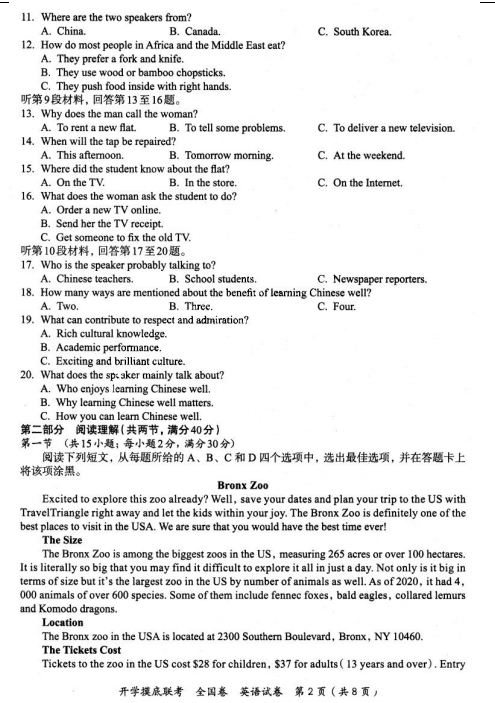 11. Where are the two speakers from?
A. China. B. Canada. C. South Korea.
12. How do most people in Africa and the Middle East eat?
A. They prefer a fork and knife.
B. They use wood or bamboo chopsticks.
C. They push food inside with right hands.
听第9段材料,回答第13至16题。
13. Why does the man call the woman?
A. To rent a new flat. B. To tell some problems. C. To deliver a new television.
14. When will the tap be repaired?
A. This afternoon. B. Tomorrow morning. C. At the weekend.
15. Where did the student know about the flat?
A. On the TV. B. In the store. C. On the Internet.
16. What does the woman ask the student to do?
A. Order a new TV online.
B. Send her the TV receipt.
C. Get someone to fix the old TV.
听第10段材料,回答第17至20题。
17. Who is the speaker probably talking to?
A. Chinese teachers. B. School students. C. Newspaper reporters.
18. How many ways are mentioned about the benefit of learning Chinese well?
A. Two. B. Three. C. Four.
19. What can contribute to respect and admiration?
A. Rich cultural knowledge.
B. Academic performance.
C. Exciting and brilliant culture.
20. What does the speaker mainly talk about?
A. Who enjoys learning Chinese well.
B. Why learning Chinese well matters.
C. How you can learn Chinese well.
第二部分 阅读理解(共两节,满分40分)
第一节 (共15小题;每小题2分,满分30分)
阅读下列短文,从每题所给的 A、B、C 和 D 四个选项中,选出最佳选项,并在答题卡上
将该项涂黑。
Bronx Zoo
Excited to explore this zoo already? Well, save your dates and plan your trip to the US with
TravelTriangle right away and let the kids within your joy. The Bronx Zoo is definitely one of the
best places to visit in the USA. We are sure that you would have the best time ever!
The Size
The Bronx Zoo is among the biggest zoos in the US, measuring 265 acres or over 100 hectares.
It is literally so big that you may find it difficult to explore it all in just a day. Not only is it big in
terms of size but it's the largest zoo in the US by number of animals as well. As of 2020, it had 4,
000 animals of over 600 species. Some of them include fennec foxes, bald eagles, collared lemurs
and Komodo dragons.
Location
The Bronx zoo in the USA is located at 2300 Southern Boulevard, Bronx, NY 10460.
The Tickets Cost
Tickets to the zoo in the US cost $28 for children, $37 for adults( 13 years and over). Entry
开学摸底联考 全国卷 英语试卷 第2页(共8页)